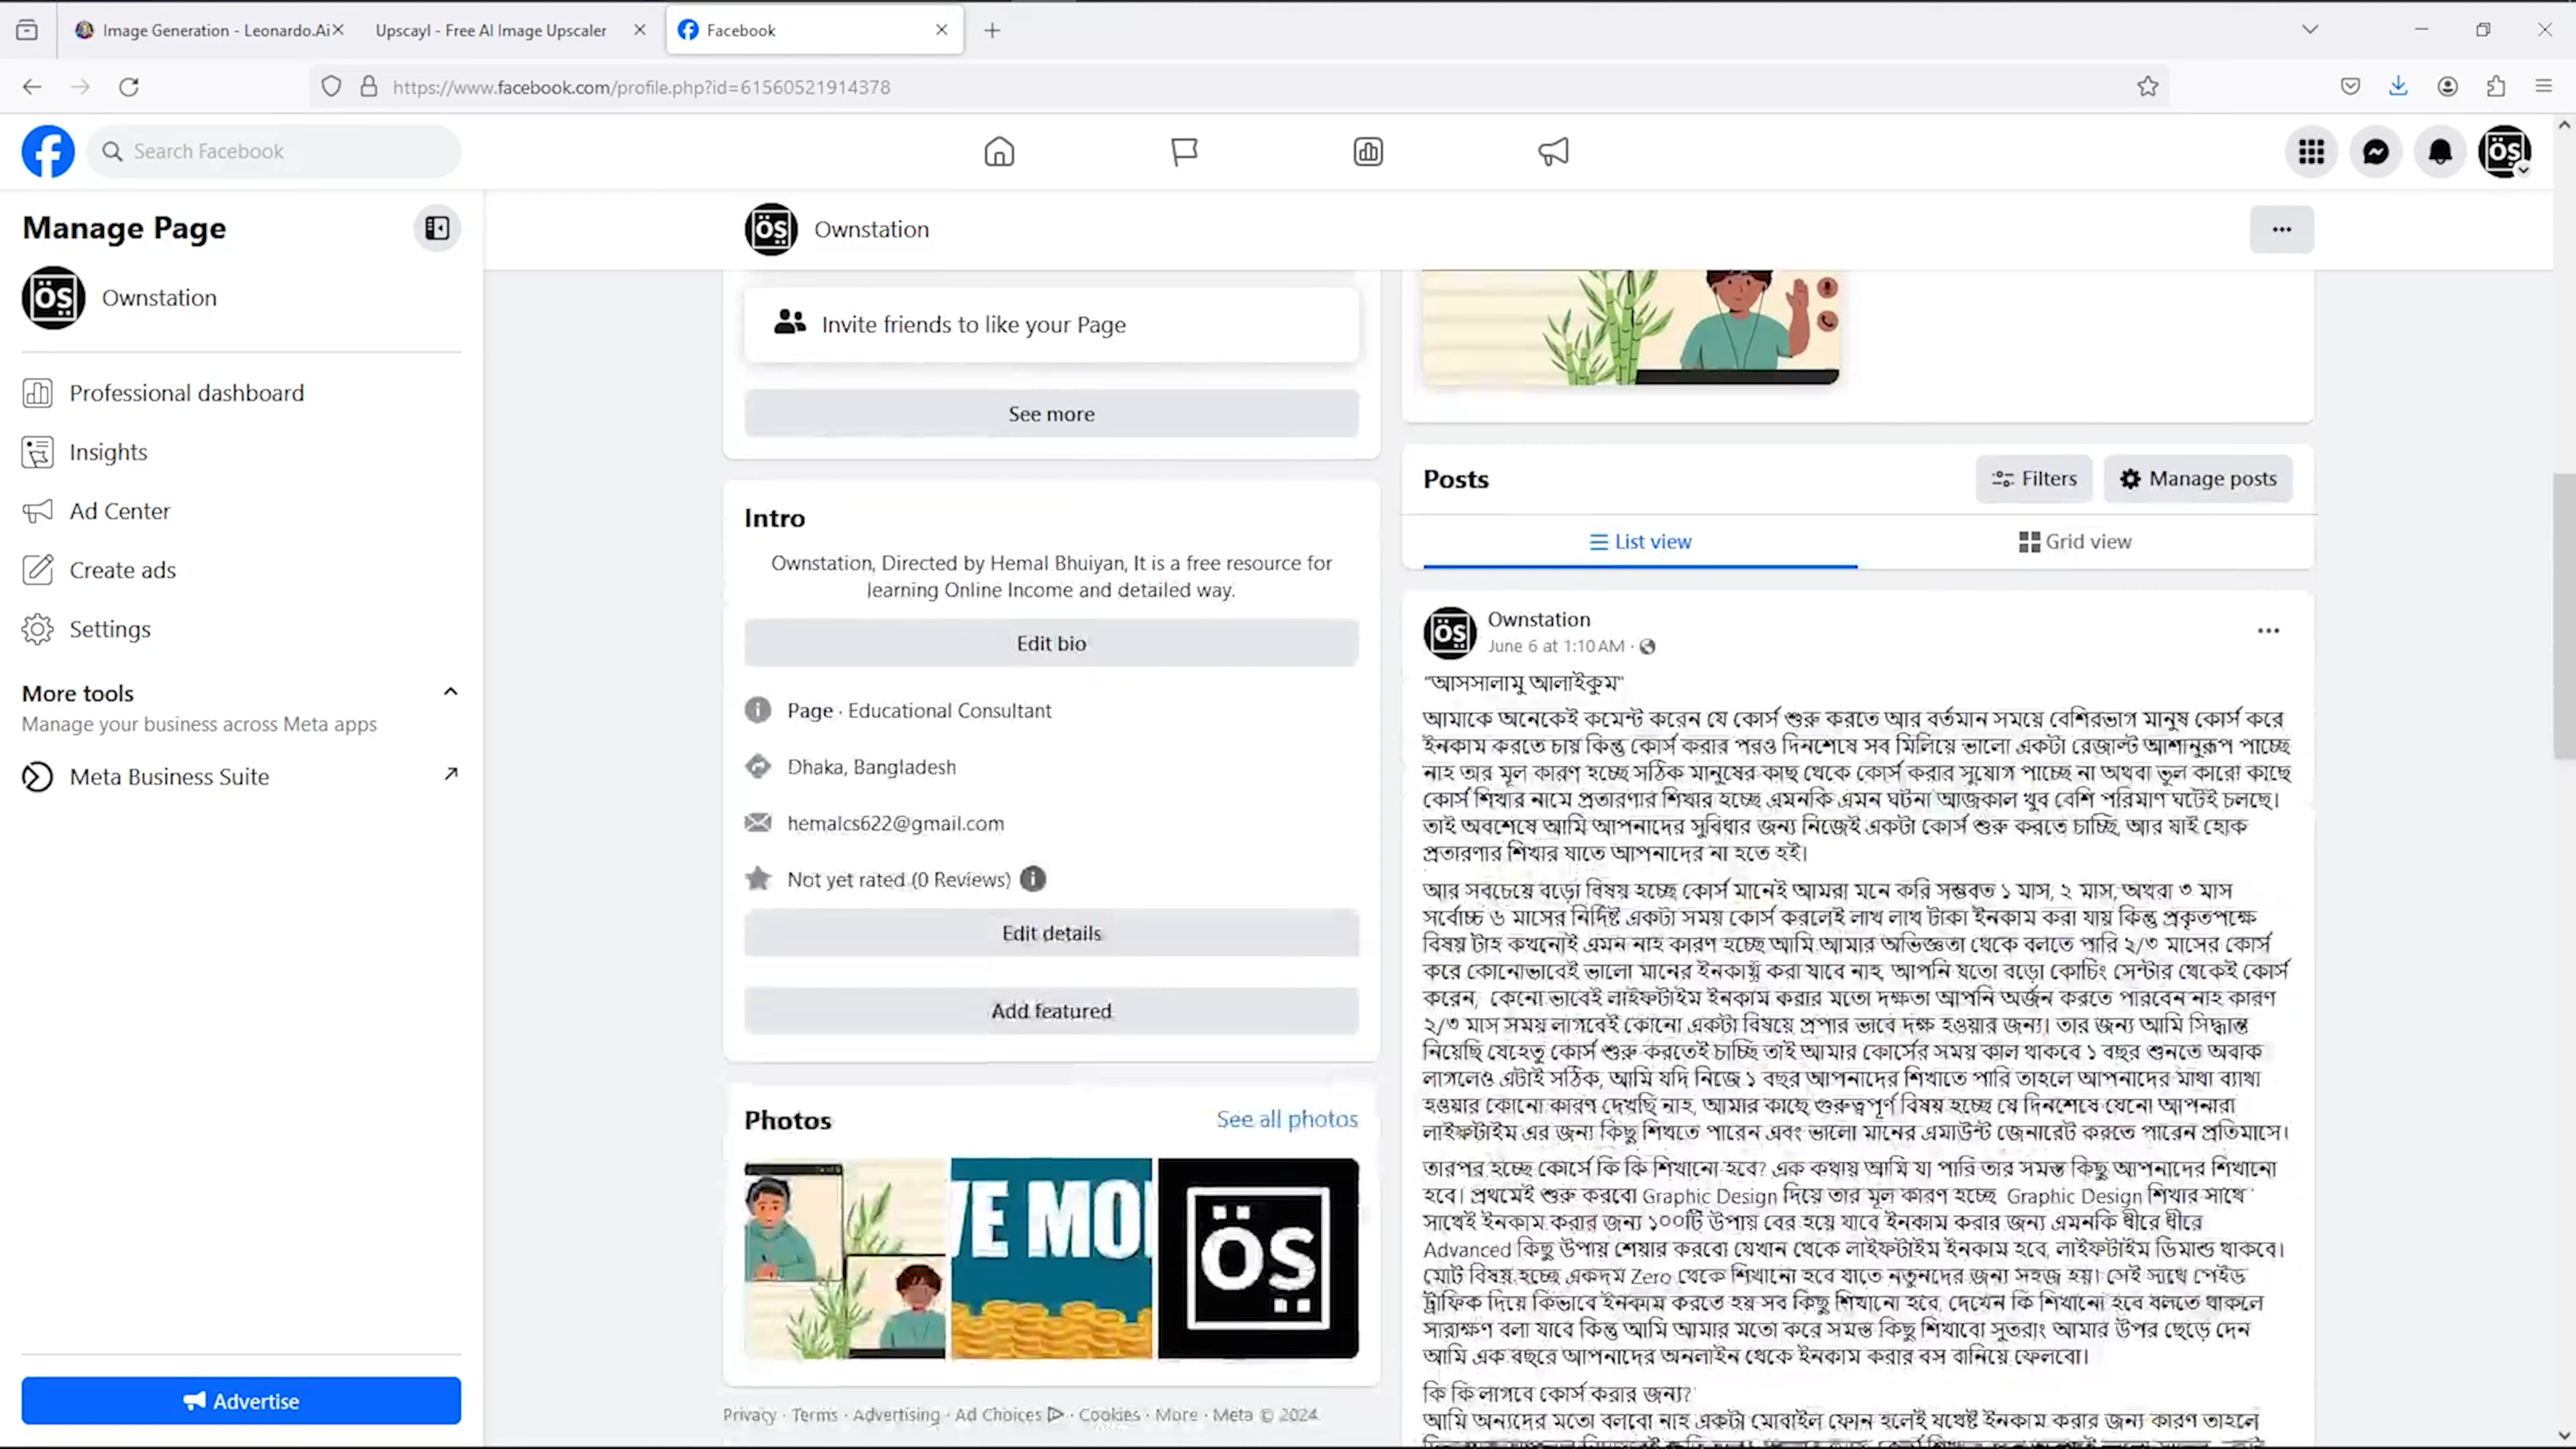 Image Generation - Leonardo.Ai
Upscayl - Free AI Image Upscaler
Facebook
https://www.facebook.com/profile.php?id=61560521914378
Search Facebook
Manage Page
Ownstation
Professional dashboard
Insights
Ad Center
Create ads
Settings
More tools
Manage your business across Meta apps
Meta Business Suite
Advertise
Ownstation
Invite friends to like your Page
See more
Intro
Ownstation, Directed by Hemal Bhuiyan, It is a free resource for
learning Online Income and detailed way.
Edit bio
Page · Educational Consultant
Dhaka, Bangladesh
hemalcs622@gmail.com
Not yet rated (0 Reviews)
Edit details
Add featured
Photos
See all photos
VE MO
ÖS
Privacy · Terms · Advertising · Ad Choices · Cookies · More · Meta © 2024
Posts
Filters
Manage posts
List view
Grid view
Ownstation
June 6 at 1:10 AM ·
"আসসালামু আলাইকুম"
আমাকে অনেকেই কমেন্ট করেন যে কোর্স শুরু করতে আর বর্তমান সময়ে বেশিরভাগ মানুষ কোর্স করে
ইনকাম করতে চায় কিন্তু কোর্স করার পরও দিনশেষে সব মিলিয়ে ভালো একটা রেজাল্ট আশানুরূপ পাচ্ছে
নাহ তার মূল কারণ হচ্ছে সঠিক মানুষের কাছ থেকে কোর্স করার সুযোগ পাচ্ছে না অথবা ভুল কারো কাছে
কোর্স শিখার নামে প্রতারণার শিখার হচ্ছে এমনকি এমন ঘটনা আজকাল খুব বেশি পরিমাণ ঘটেই চলছে।
তাই অবশেষে আমি আপনাদের সুবিধার জন্য নিজেই একটা কোর্স শুরু করতে চাচ্ছি, আর যাই হোক
প্রতারণার শিখার যাতে আপনাদের না হতে হই।
আর সবচেয়ে বড়ো বিষয় হচ্ছে কোর্স মানেই আমরা মনে করি সম্ভবত ১ মাস, ২ মাস, অথবা ৩ মাস
সর্বোচ্চ ৬ মাসের নির্দিষ্ট একটা সময় কোর্স করলেই লাখ লাখ টাকা ইনকাম করা যায় কিন্তু প্রকৃতপক্ষে
বিষয় টাহ কখনোই এমন নাহ কারণ হচ্ছে আমি আমার অভিজ্ঞতা থেকে বলতে পারি ২/৩ মাসের কোর্স
করে কোনোভাবেই ভালো মানের ইনকাম করা যাবে নাহ, আপনি যতো বড়ো কোচিং সেন্টার থেকেই কোর্স
করেন, কেনো ভাবেই লাইফটাইম ইনকাম করার মতো দক্ষতা আপনি অর্জন করতে পারবেন নাহ কারণ
২/৩ মাস সময় লাগবেই কোনো একটা বিষয়ে প্রপার ভাবে দক্ষ হওয়ার জন্য। তার জন্য আমি সিদ্ধান্ত
নিয়েছি যেহেতু কোর্স শুরু করতেই চাচ্ছি তাই আমার কোর্সের সময় কাল থাকবে ১ বছর শুনতে অবাক
লাগলেও এটাই সঠিক, আমি যদি নিজে ১ বছর আপনাদের শিখাতে পারি তাহলে আপনাদের মাথা ব্যাথা
হওয়ার কোনো কারণ দেখছি নাহ, আমার কাছে গুরুত্বপূর্ণ বিষয় হচ্ছে যে দিনশেষে যেনো আপনারা
লাইফটাইম এর জন্য কিছু শিখতে পারেন এবং ভালো মানের এমাউন্ট জেনারেট করতে পারেন প্রতিমাসে।
তারপর হচ্ছে কোর্সে কি কি শিখানো হবে? এক কথায় আমি যা পারি তার সমস্ত কিছু আপনাদের শিখানো
হবে। প্রথমেই শুরু করবো Graphic Design দিয়ে তার মূল কারণ হচ্ছে Graphic Design শিখার সাথে
সাথেই ইনকাম করার জন্য ১০০টি উপায় বের হয়ে যাবে ইনকাম করার জন্য এমনকি ধীরে ধীরে
Advanced কিছু উপায় শেয়ার করবো যেখান থেকে লাইফটাইম ইনকাম হবে, লাইফটাইম ডিমান্ড থাকবে।
মোট বিষয় হচ্ছে একদম Zero থেকে শিখানো হবে যাতে নতুনদের জন্য সহজ হয়। সেই সাথে পেইড
ট্রাফিক দিয়ে কিভাবে ইনকাম করতে হয় সব কিছু শিখানো হবে, দেখেন কি শিখানো হবে বলতে থাকলে
সারাক্ষণ বলা যাবে কিন্তু আমি আমার মতো করে সমস্ত কিছু শিখাবো সুতরাং আমার উপর ছেড়ে দেন
আমি এক বছরে আপনাদের অনলাইন থেকে ইনকাম করার বস বানিয়ে ফেলবো।
কি কি লাগবে কোর্স করার জন্য?
আমি অন্যদের মতো বলবো নাহ একটা মোবাইল ফোন হলেই যথেষ্ট ইনকাম করার জন্য কারণ তাহলে